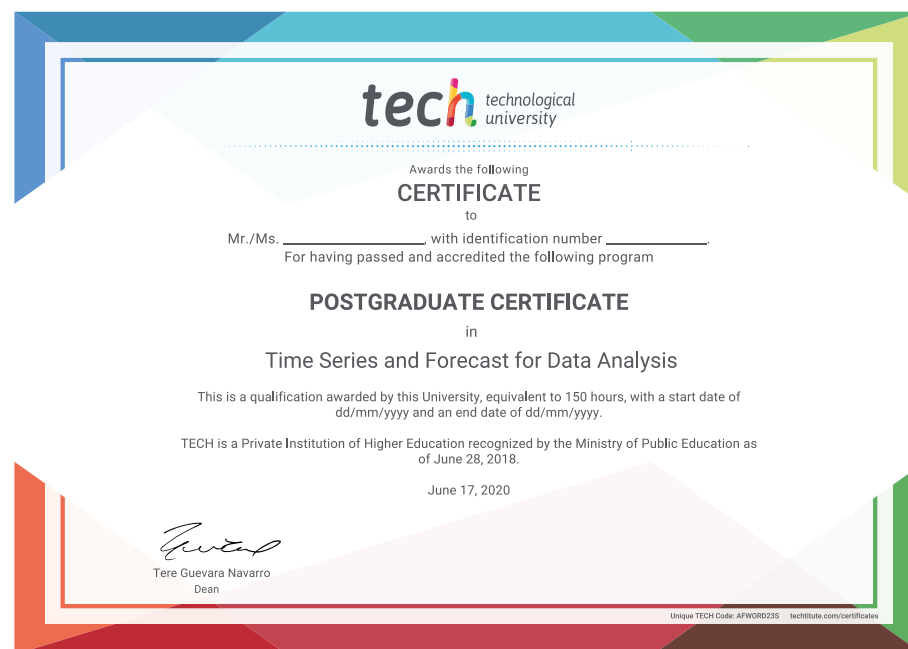 tech technological
university
Awards the following
CERTIFICATE
to
Mr./Ms. ____________________, with identification number ______________.
For having passed and accredited the following program
POSTGRADUATE CERTIFICATE
in
Time Series and Forecast for Data Analysis
This is a qualification awarded by this University, equivalent to 150 hours, with a start date of
dd/mm/yyyy and an end date of dd/mm/yyyy.
TECH is a Private Institution of Higher Education recognized by the Ministry of Public Education as
of June 28, 2018.
June 17, 2020
Tere Guevara Navarro
Dean
Unique TECH Code: AFWORD23S techtitute.com/certificates